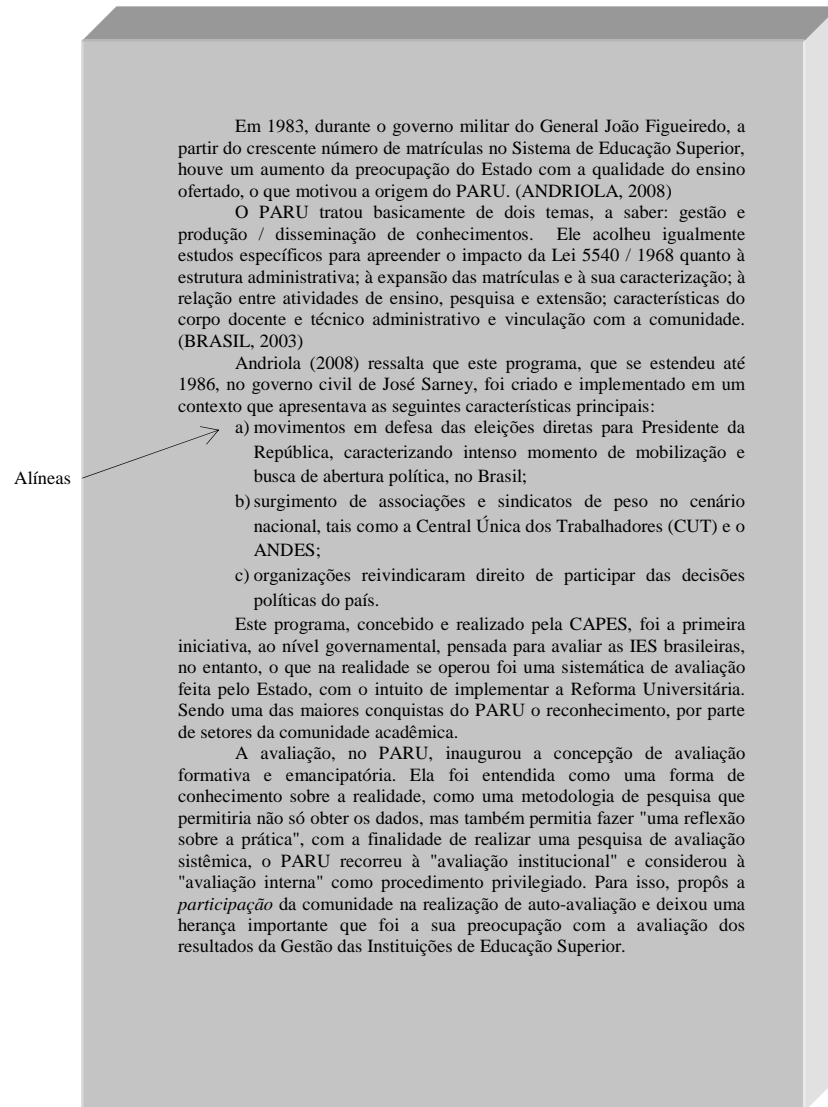 Em 1983, durante o governo militar do General João Figueiredo, a
partir do crescente número de matrículas no Sistema de Educação Superior,
houve um aumento da preocupação do Estado com a qualidade do ensino
ofertado, o que motivou a origem do PARU. (ANDRIOLA, 2008)
O PARU tratou basicamente de dois temas, a saber: gestão e
produção / disseminação de conhecimentos. Ele acolheu igualmente
estudos específicos para apreender o impacto da Lei 5540 / 1968 quanto à
estrutura administrativa; à expansão das matrículas e à sua caracterização; à
relação entre atividades de ensino, pesquisa e extensão; características do
corpo docente e técnico administrativo e vinculação com a comunidade.
(BRASIL, 2003)
Andriola (2008) ressalta que este programa, que se estendeu até
1986, no governo civil de José Sarney, foi criado e implementado em um
contexto que apresentava as seguintes características principais:
a) movimentos em defesa das eleições diretas para Presidente da
República, caracterizando intenso momento de mobilização e
Alíneas
busca de abertura política, no Brasil;
b) surgimento de associações e sindicatos de peso no cenário
nacional, tais como a Central Única dos Trabalhadores (CUT) e o
ANDES;
c) organizações reivindicaram direito de participar das decisões
políticas do país.
Este programa, concebido e realizado pela CAPES, foi a primeira
iniciativa, ao nível governamental, pensada para avaliar as IES brasileiras,
no entanto, o que na realidade se operou foi uma sistemática de avaliação
feita pelo Estado, com o intuito de implementar a Reforma Universitária.
Sendo uma das maiores conquistas do PARU o reconhecimento, por parte
de setores da comunidade acadêmica.
A avaliação, no PARU, inaugurou a concepção de avaliação
formativa e emancipatória. Ela foi entendida como uma forma de
conhecimento sobre a realidade, como uma metodologia de pesquisa que
permitiria não só obter os dados, mas também permitia fazer "uma reflexão
sobre a prática", com a finalidade de realizar uma pesquisa de avaliação
sistêmica, o PARU recorreu à "avaliação institucional" e considerou à
"avaliação interna" como procedimento privilegiado. Para isso, propôs a
participação da comunidade na realização de auto-avaliação e deixou uma
herança importante que foi a sua preocupação com a avaliação dos
resultados da Gestão das Instituições de Educação Superior.